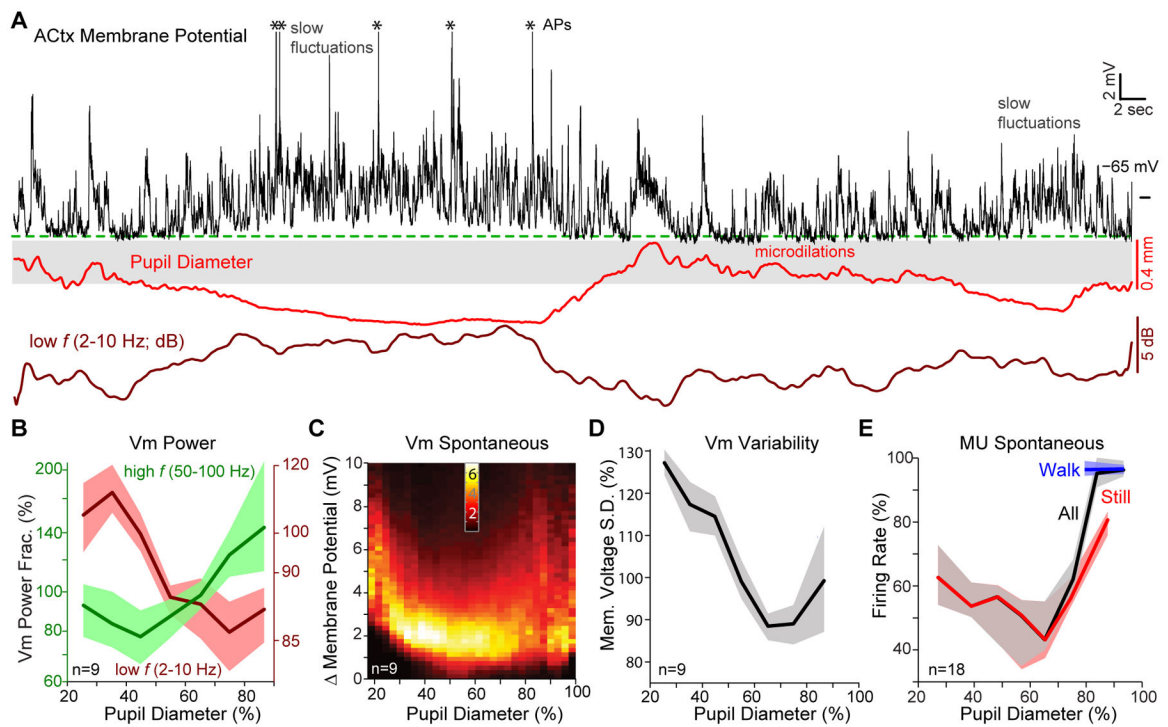 A
ACtx Membrane Potential
** slow * * * APs
fluctuations
2 mV
2 sec
slow
fluctuations
−65 mV
Pupil Diameter
microdilations
0.4 mm
low f (2-10 Hz; dB)
5 dB
B
Vm Power
200
140
100
80
60
Vm Power Frac. (%)
high f (50-100 Hz)
120
100
88
85
n=9
low f (2-10 Hz)
20 40 60 80
Pupil Diameter (%)
C
Vm Spontaneous
10
8
6
4
2
0
Δ Membrane Potential (mV)
6
4
2
n=9
20 40 60 80 100
Pupil Diameter (%)
D
Vm Variability
130
120
110
100
90
80
Mem. Voltage S.D. (%)
n=9
20 40 60 80 100
Pupil Diameter (%)
E
MU Spontaneous
100
80
60
40
Firing Rate (%)
Walk
All
Still
n=18
20 40 60 80 100
Pupil Diameter (%)